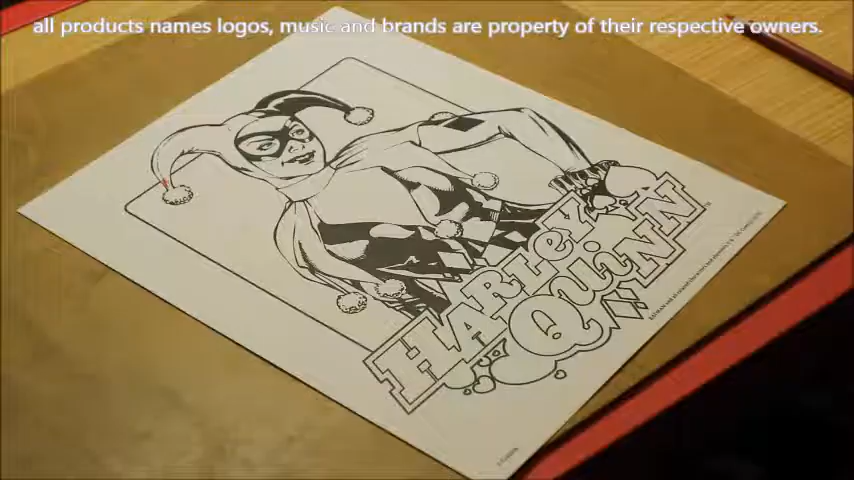 all products names logos, music and brands are property of their respective owners.
HARLEY
QUINN